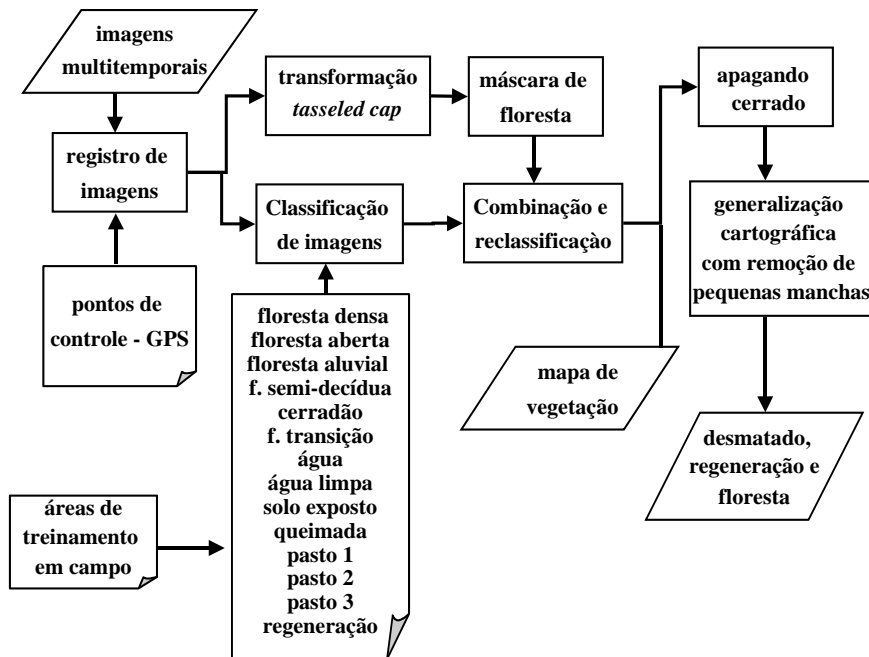 imagens
multitemporais
registro de
imagens
pontos de
controle - GPS
transformação
tasseled cap
máscara de
floresta
Classificação
de imagens
Combinação e
reclassificaçào
apagando
cerrado
generalização
cartográfica
com remoção de
pequenas manchas
mapa de
vegetação
desmatado,
regeneração e
floresta
áreas de
treinamento
em campo
floresta densa
floresta aberta
floresta aluvial
f. semi-decídua
cerradão
f. transição
água
água limpa
solo exposto
queimada
pasto 1
pasto 2
pasto 3
regeneração